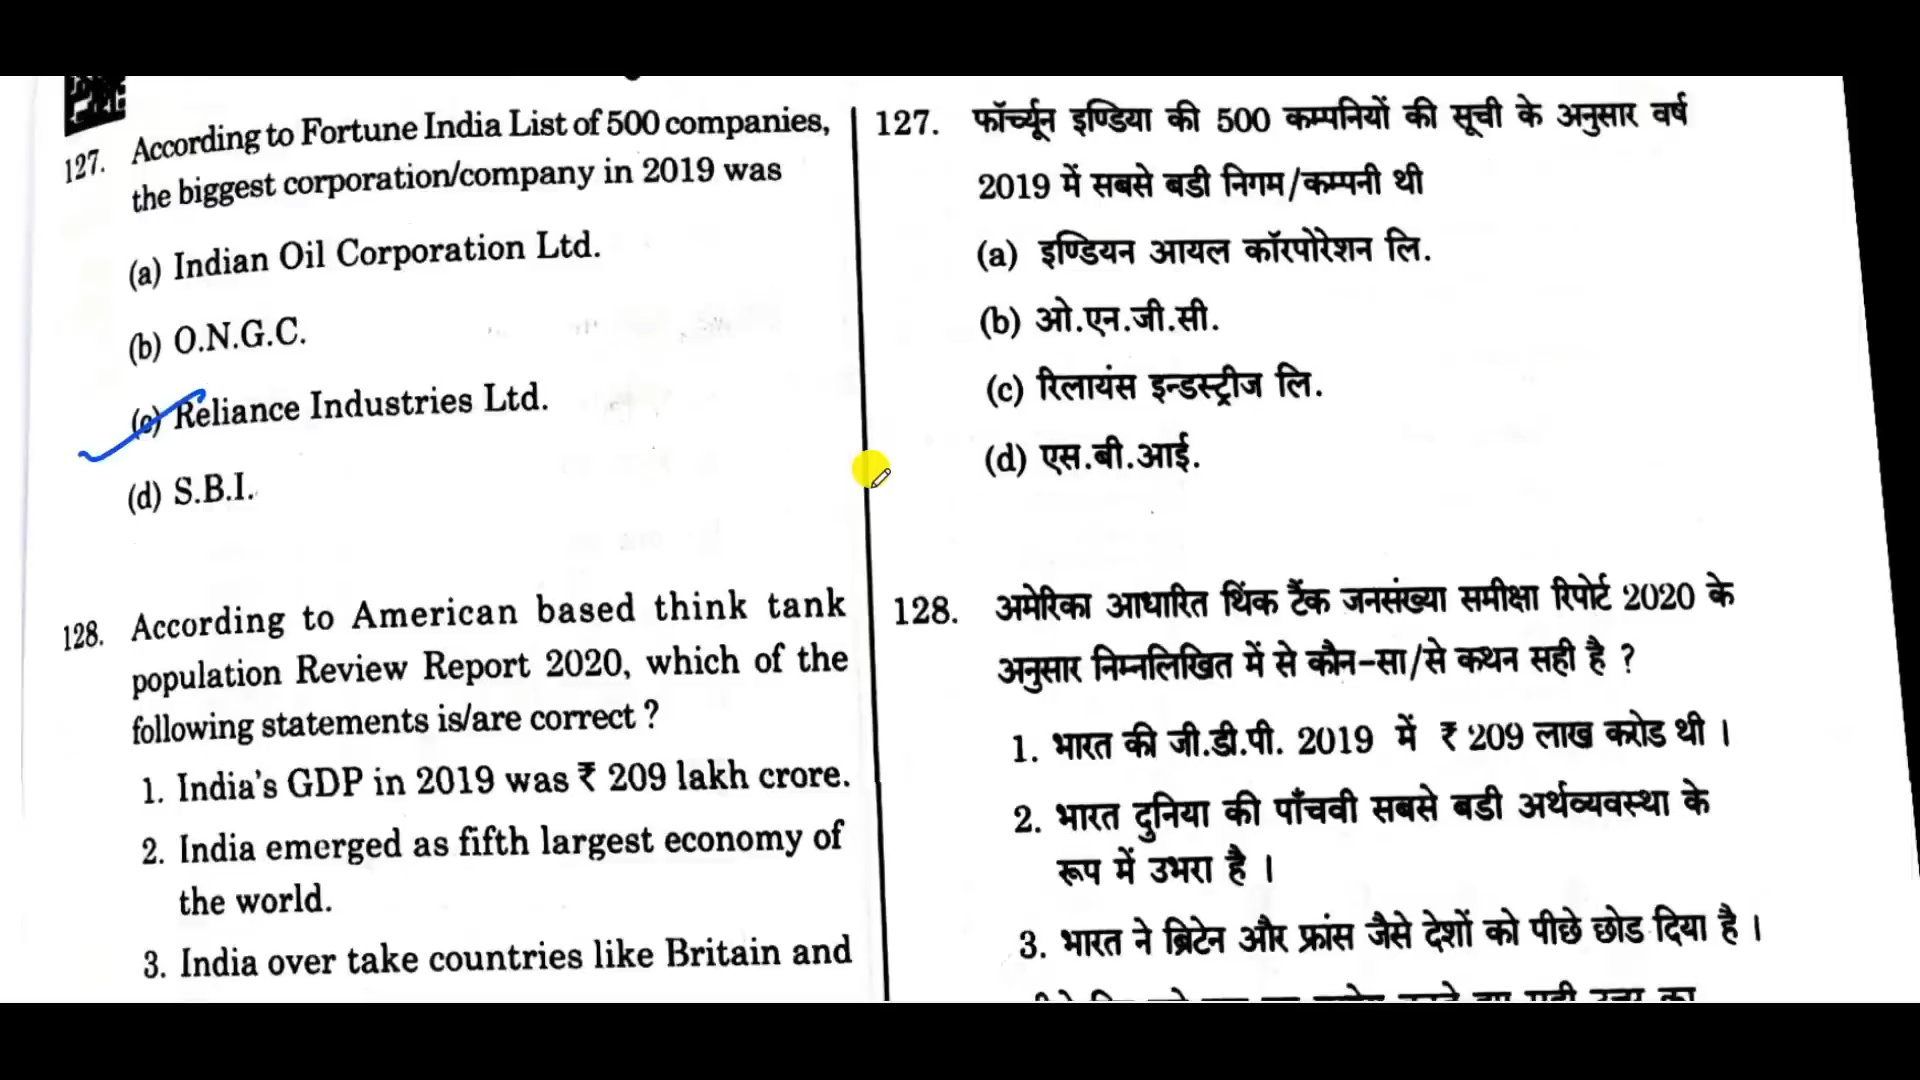 127. According to Fortune India List of 500 companies,
the biggest corporation/company in 2019 was
(a) Indian Oil Corporation Ltd.
(b) O.N.G.C.
(c) Reliance Industries Ltd.
(d) S.B.I.
128. According to American based think tank
population Review Report 2020, which of the
following statements is/are correct ?
1. India's GDP in 2019 was ₹ 209 lakh crore.
2. India emerged as fifth largest economy of
the world.
3. India over take countries like Britain and
127. फॉर्च्यून इण्डिया की 500 कम्पनियों की सूची के अनुसार वर्ष
2019 में सबसे बडी निगम/कम्पनी थी
(a) इण्डियन आयल कॉरपोरेशन लि.
(b) ओ.एन.जी.सी.
(c) रिलायंस इन्डस्ट्रीज लि.
(d) एस.बी.आई.
128. अमेरिका आधारित थिंक टैंक जनसंख्या समीक्षा रिपोर्ट 2020 के
अनुसार निम्नलिखित में से कौन-सा/से कथन सही है ?
1. भारत की जी.डी.पी. 2019 में ₹ 209 लाख करोड थी ।
2. भारत दुनिया की पाँचवी सबसे बडी अर्थव्यवस्था के
रूप में उभरा है ।
3. भारत ने ब्रिटेन और फ्रांस जैसे देशों को पीछे छोड दिया है ।